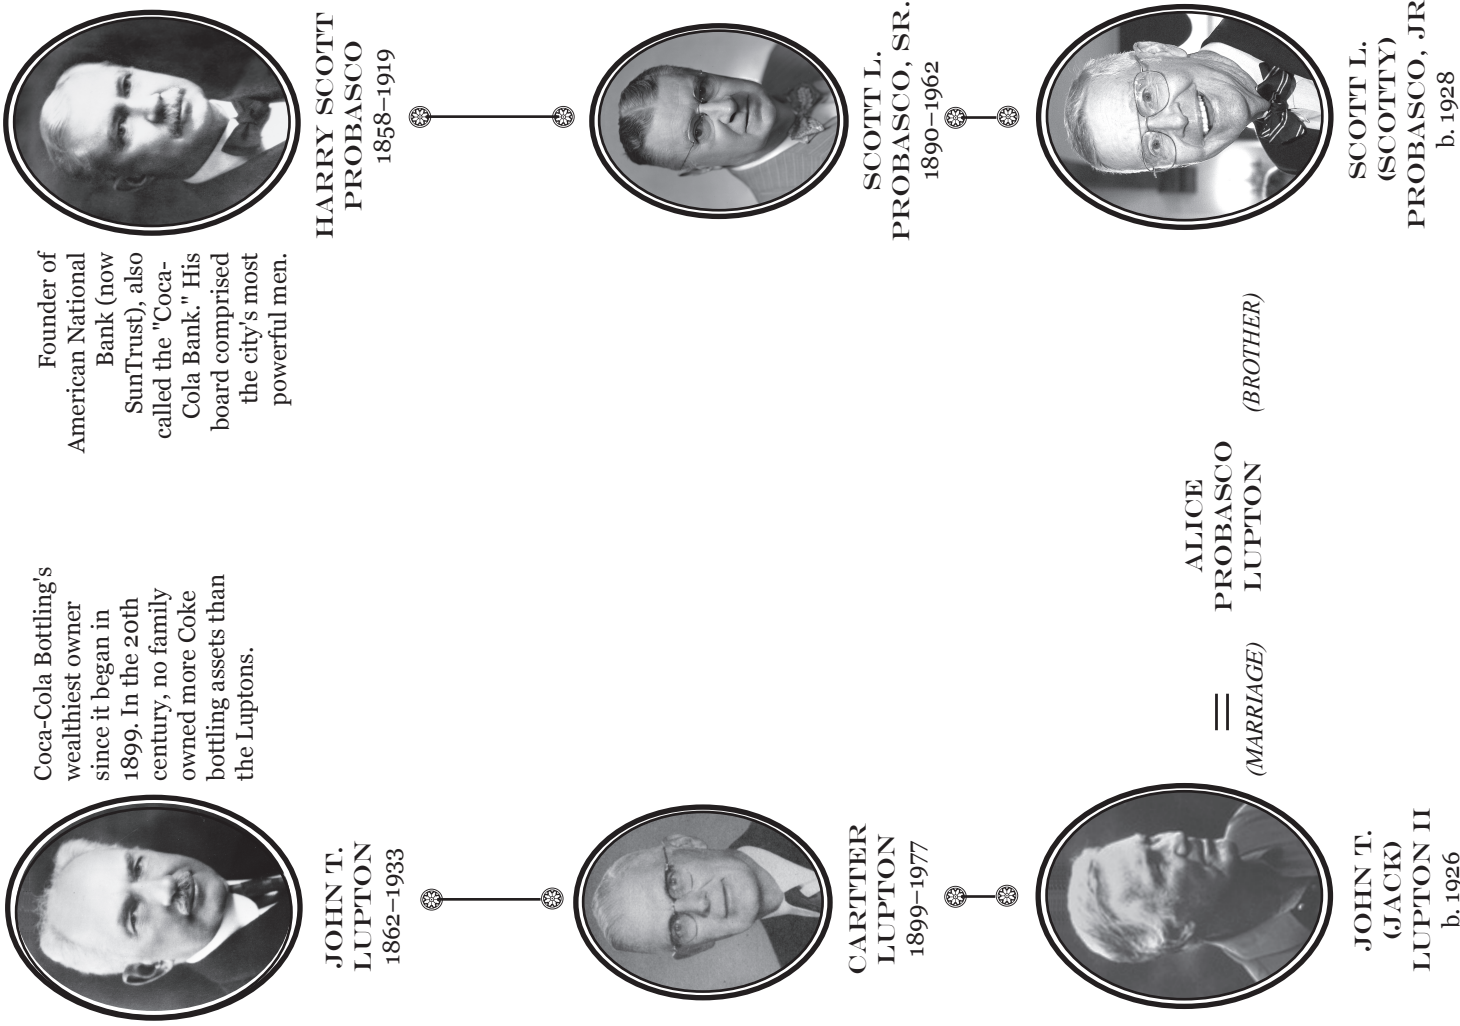 Coca-Cola Bottling's
wealthiest owner
since it began in
1899. In the 20th
century, no family
owned more Coke
bottling assets than
the Luptons.
Founder of
American National
Bank (now
SunTrust), also
called the "Coca-
Cola Bank." His
board comprised
the city's most
powerful men.
JOHN T.
LUPTON
1862–1933
HARRY SCOTT
PROBASCO
1858–1919
CARTTER
LUPTON
1899–1977
SCOTT L.
PROBASCO, SR.
1890–1962
=
(MARRIAGE)
ALICE
PROBASCO
LUPTON
(BROTHER)
JOHN T.
(JACK)
LUPTON II
b. 1926
SCOTT L.
(SCOTTY)
PROBASCO, JR
b. 1928